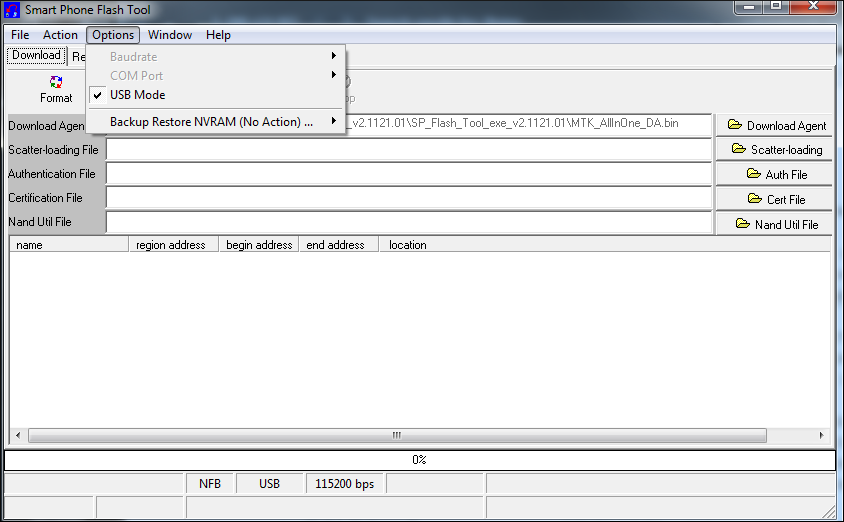 Smart Phone Flash Tool
File Action Options Window Help
Download Re
Baudrate
COM Port
USB Mode
Format
Backup Restore NVRAM (No Action) ...
Download Agent _v2.1121.01\SP_Flash_Tool_exe_v2.1121.01\MTK_AllInOne_DA.bin Download Agent
Scatter-loading File Scatter-loading
Authentication File Auth File
Certification File Cert File
Nand Util File Nand Util File
name region address begin address end address location
0%
NFB USB 115200 bps